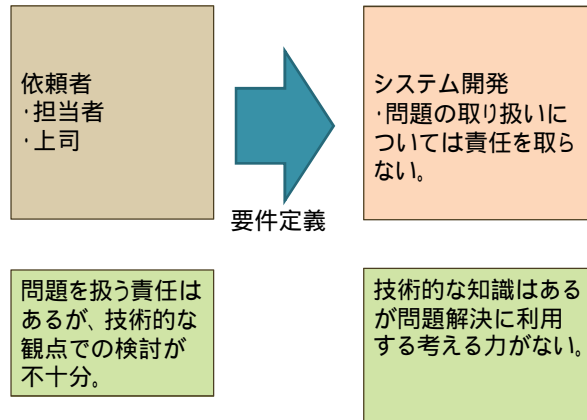 依頼者
・担当者
・上司
システム開発
・問題の取り扱いに
ついては責任を取ら
ない。
要件定義
問題を扱う責任は
あるが、技術的な
観点での検討が
不十分。
技術的な知識はある
が問題解決に利用
する考える力がない。